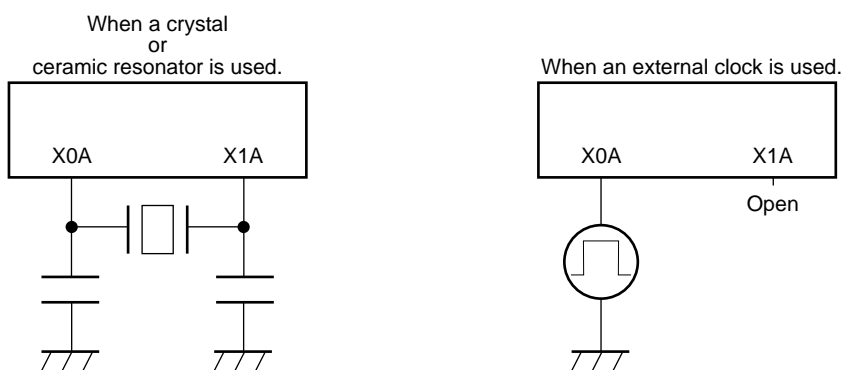 When a crystal
or
ceramic resonator is used.
X0A X1A
When an external clock is used.
X0A X1A
Open